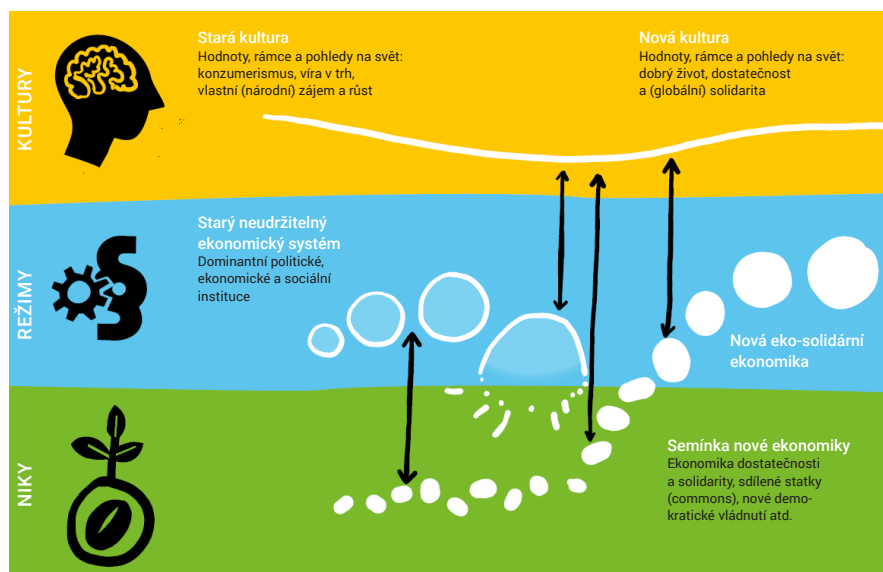 KULTURY
Stará kultura
Hodnoty, rámce a pohledy na svět:
konzumerismus, víra v trh,
vlastní (národní) zájem a růst
Nová kultura
Hodnoty, rámce a pohledy na svět:
dobrý život, dostatečnost
a (globální) solidarita
REŽIMY
Starý neudržitelný
ekonomický systém
Dominantní politické,
ekonomické a sociální
instituce
Nová eko-solidární
ekonomika
NIKY
Semínka nové ekonomiky
Ekonomika dostatečnosti
a solidarity, sdílené statky
(commons), nové demo-
kratické vládnutí atd.